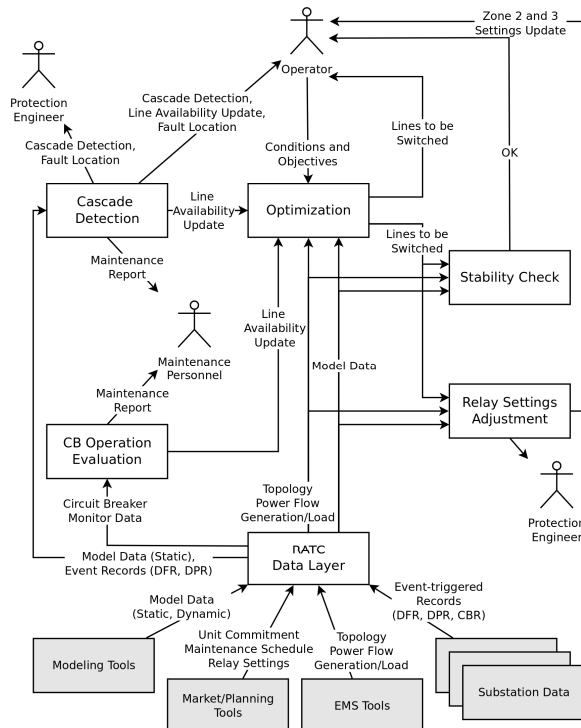 Zone 2 and 3
Settings Update
Operator
Protection
Engineer
Cascade Detection,
Line Availability Update,
Fault Location
Cascade Detection,
Fault Location
Conditions and
Objectives
Lines to be
Switched
OK
Cascade
Detection
Line
Availability
Update
Optimization
Lines to be
Switched
Stability Check
Maintenance
Report
Line
Availability
Update
Maintenance
Personnel
Model Data
Maintenance
Report
Relay Settings
Adjustment
CB Operation
Evaluation
Circuit Breaker
Monitor Data
Topology
Power Flow
Generation/Load
Protection
Engineer
Model Data (Static),
Event Records (DFR, DPR)
RATC
Data Layer
Model Data
(Static, Dynamic)
Event-triggered
Records
(DFR, DPR, CBR)
Unit Commitment
Maintenance Schedule
Relay Settings
Topology
Power Flow
Generation/Load
Modeling Tools
Market/Planning
Tools
EMS Tools
Substation Data